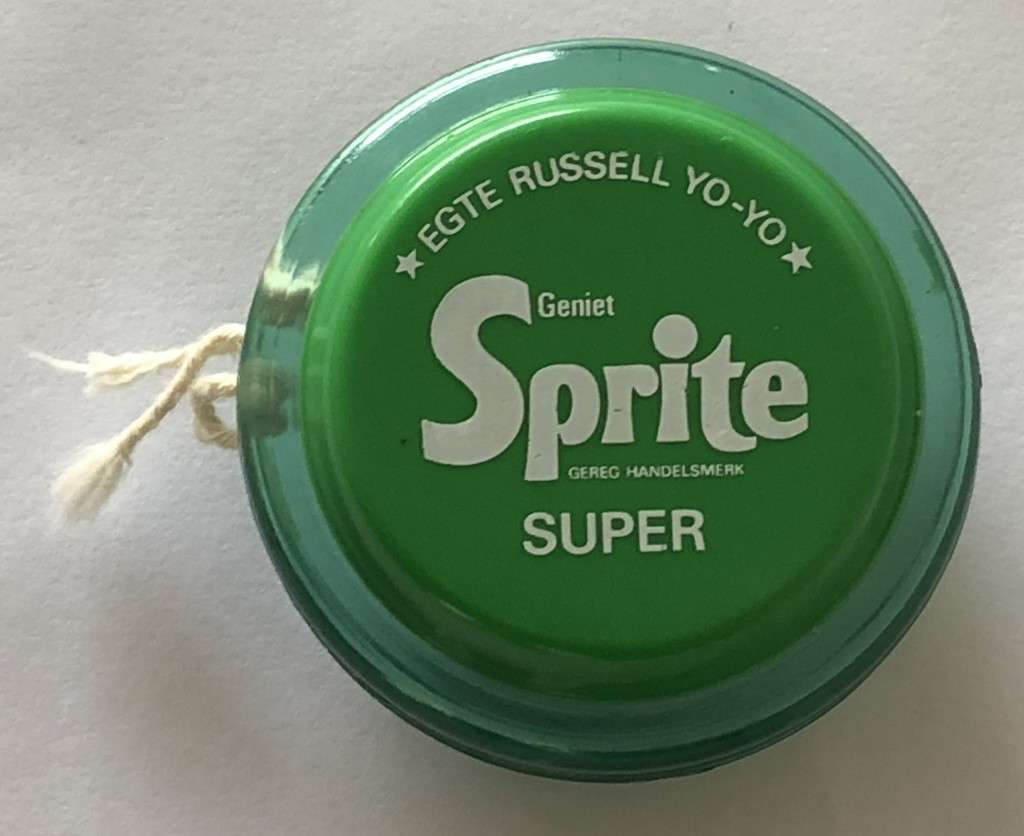 ★ EGTE RUSSELL YO-YO ★
Geniet
Sprite
GEREG HANDELSMERK
SUPER